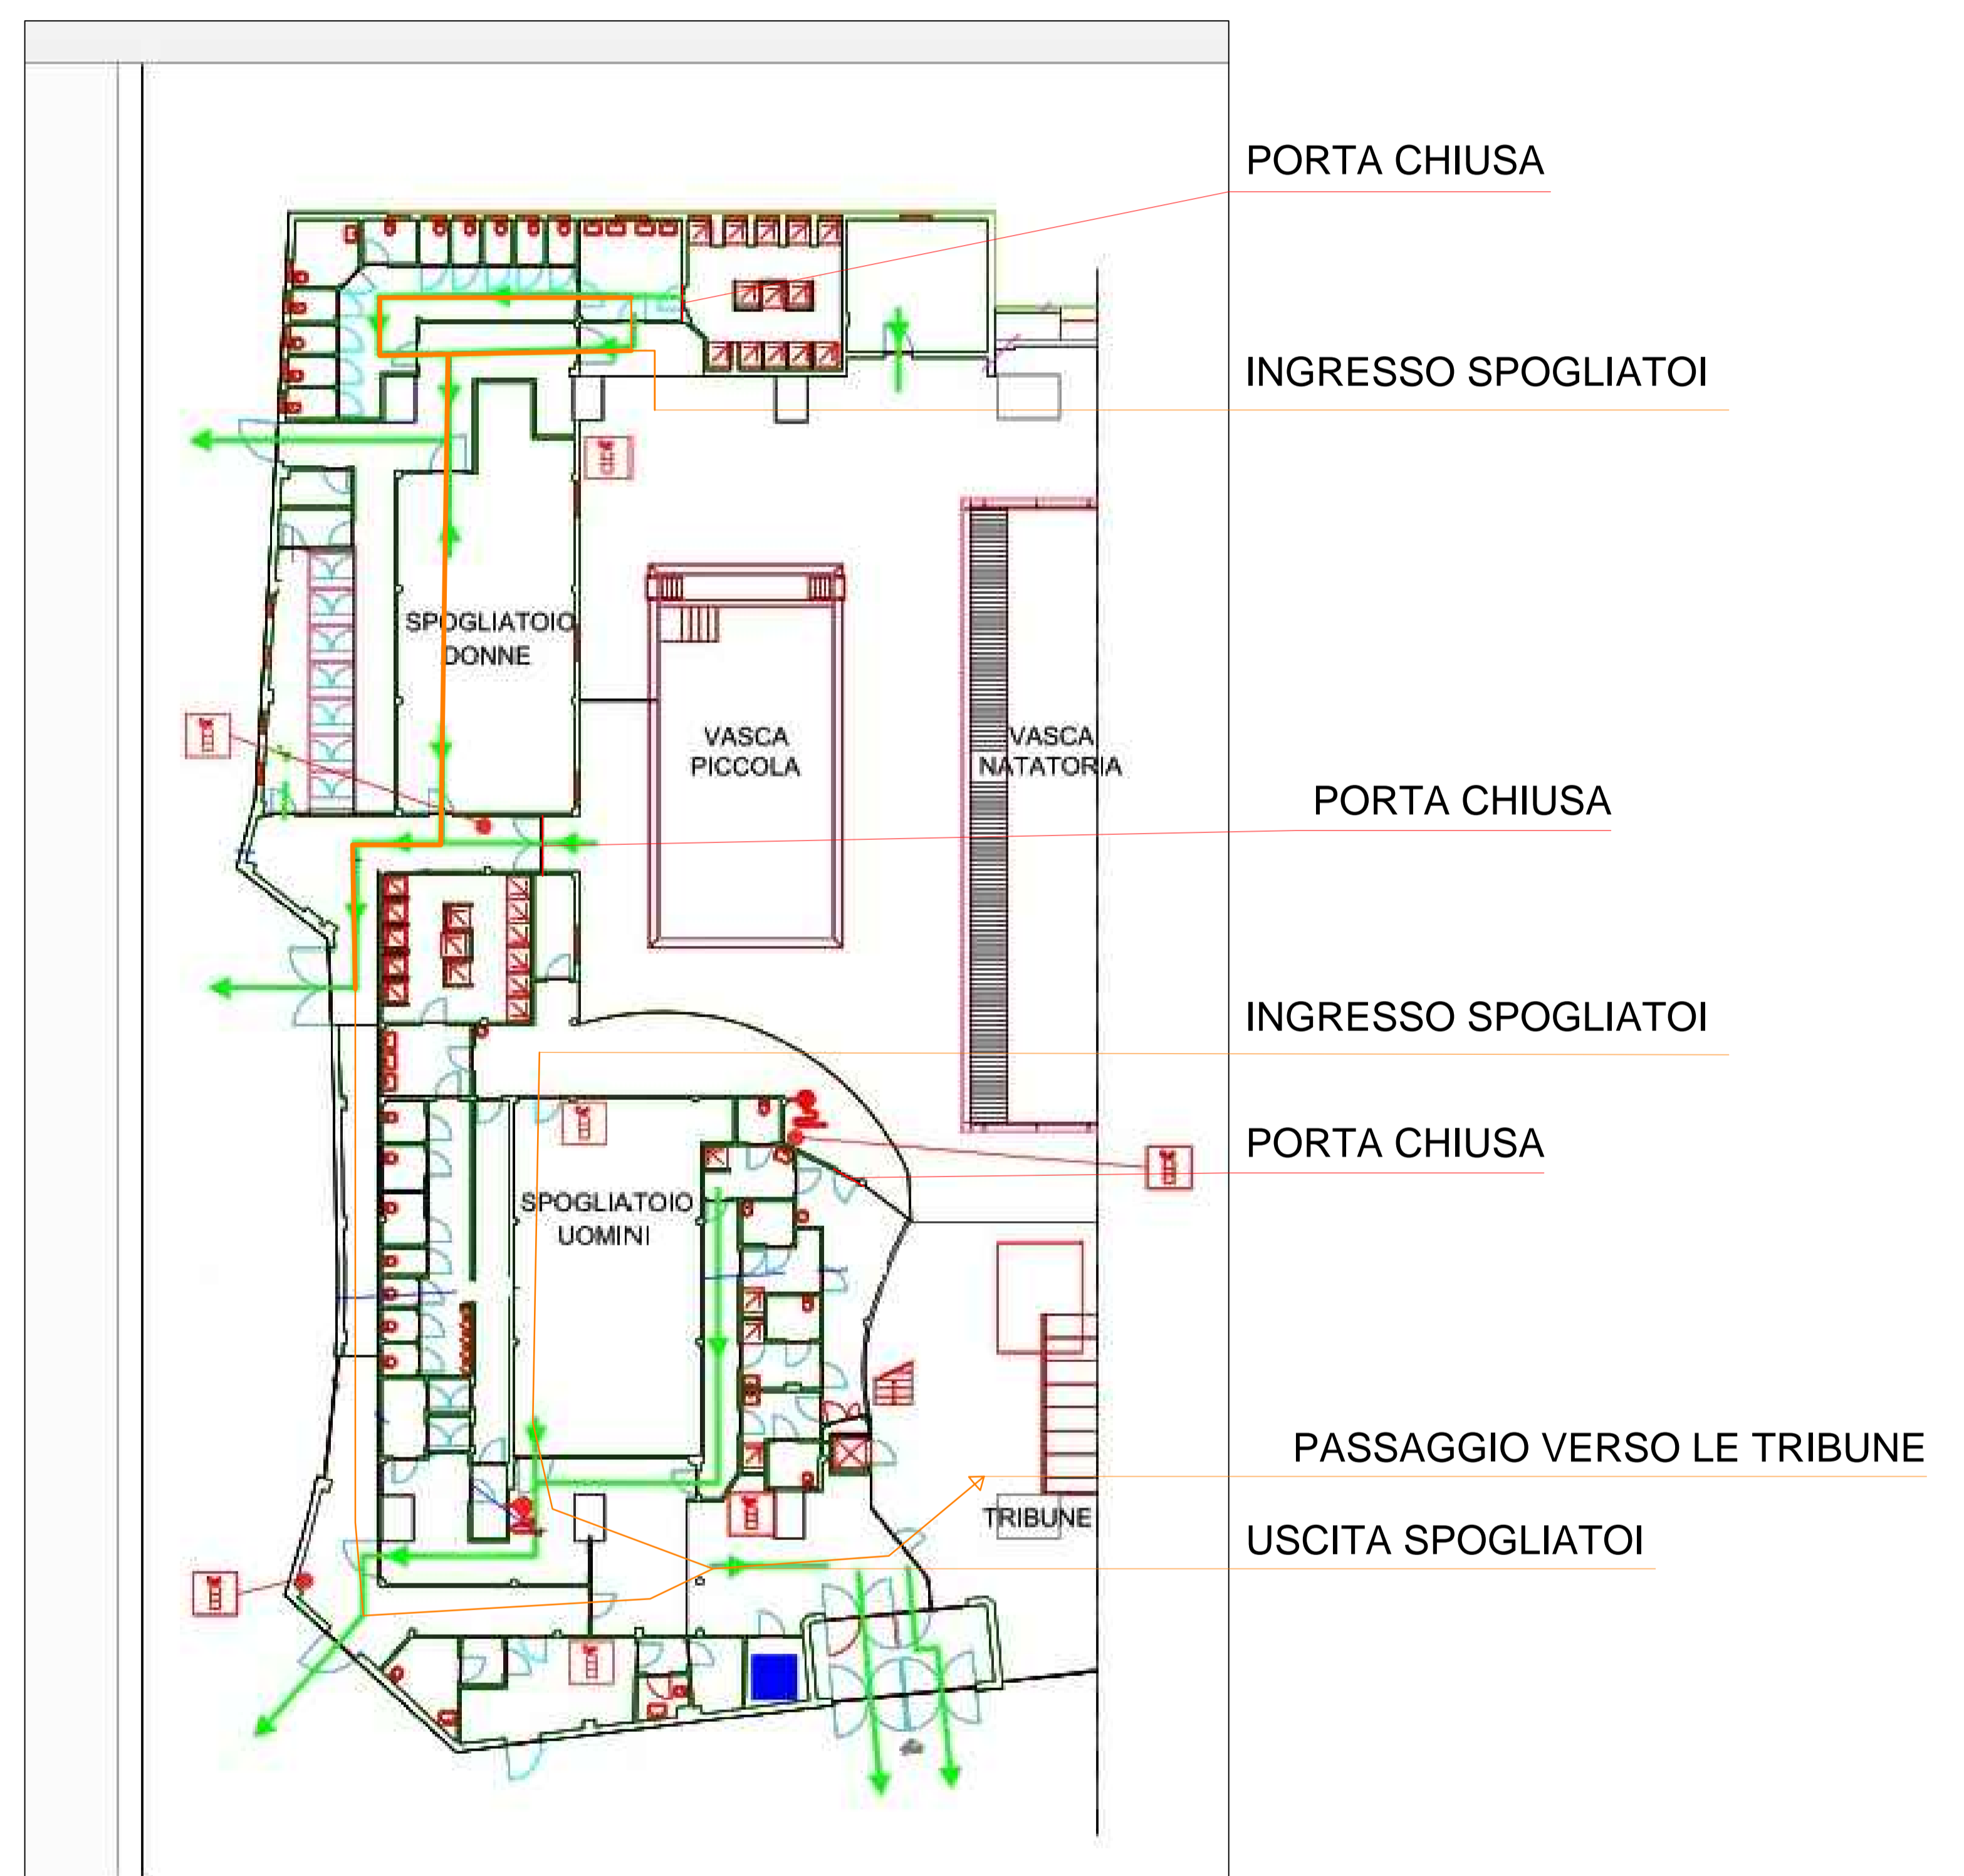 PORTA CHIUSA
INGRESSO SPOGLIATOI
SPOGLIATOIO
DONNE
VASCA
PICCOLA
VASCA
NATATORIA
PORTA CHIUSA
INGRESSO SPOGLIATOI
PORTA CHIUSA
SPOGLIATOIO
UOMINI
PASSAGGIO VERSO LE TRIBUNE
TRIBUNE
USCITA SPOGLIATOI